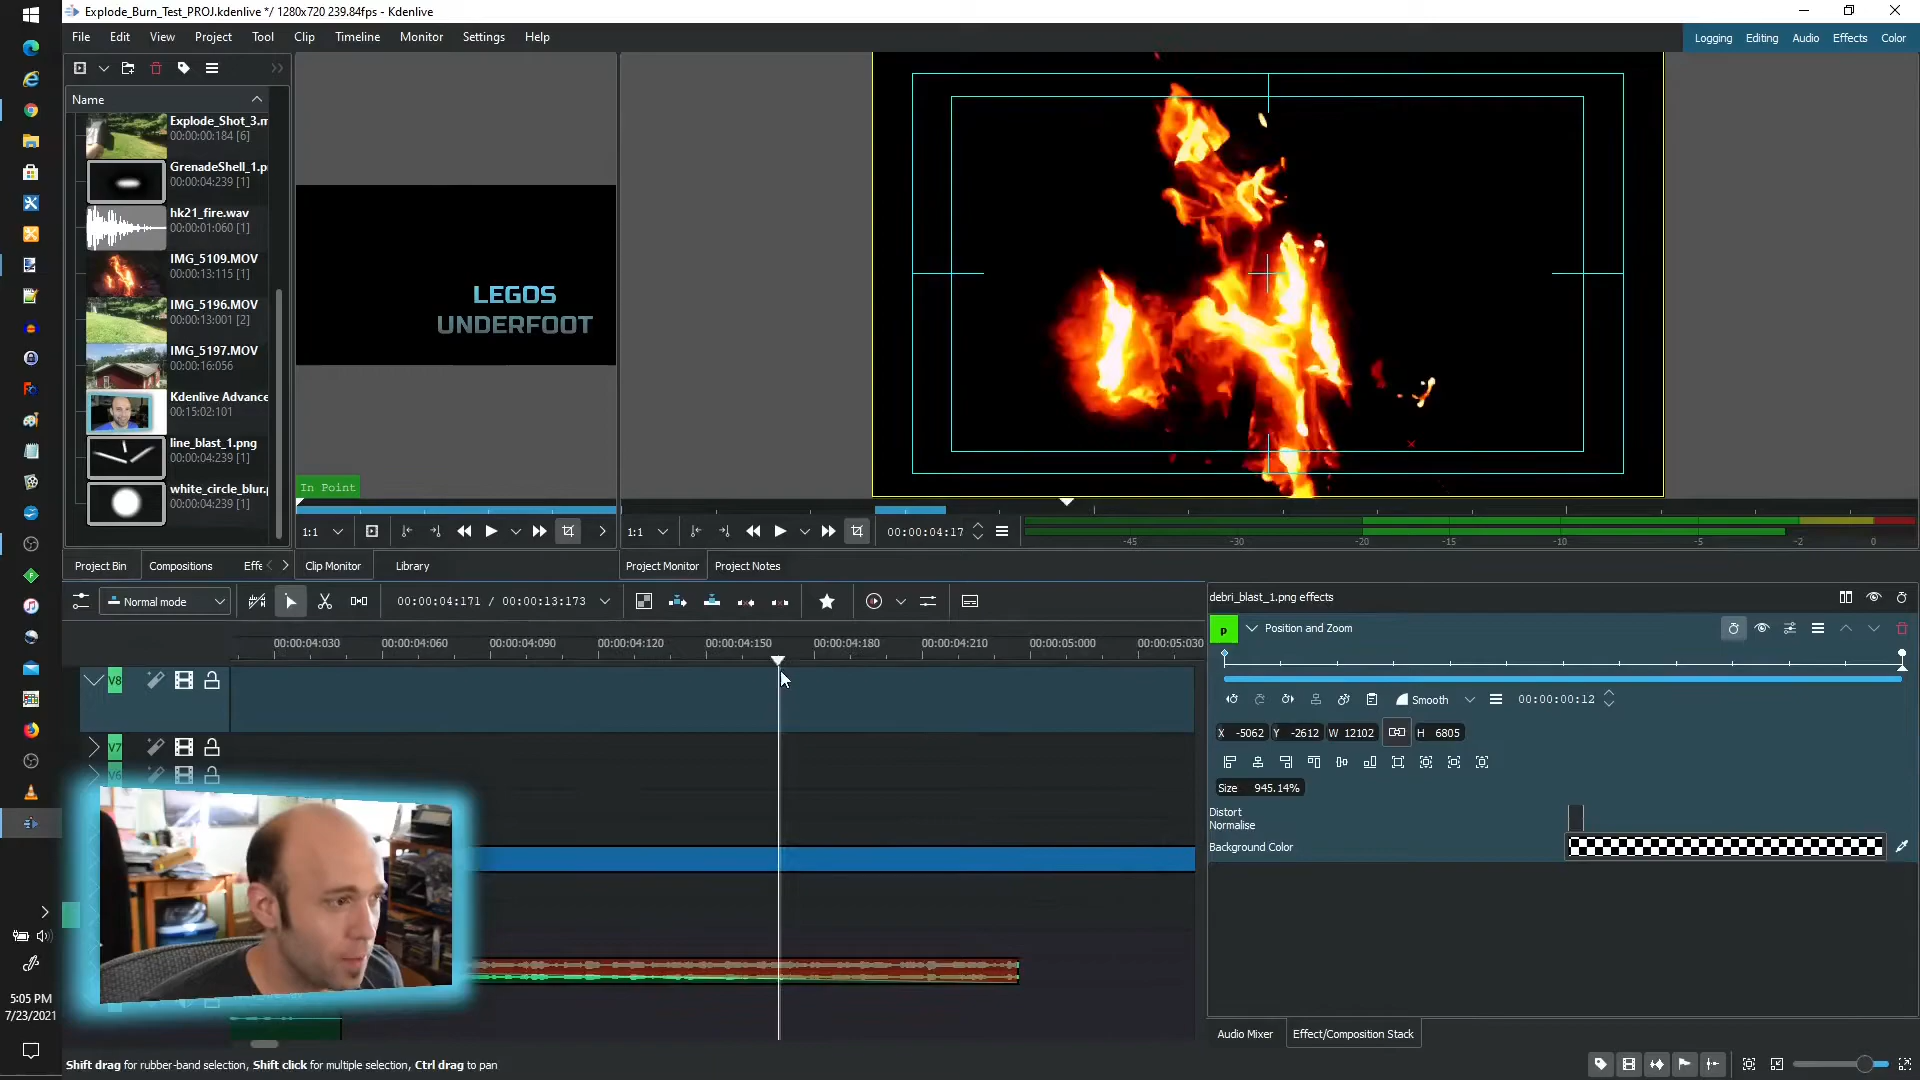 Explode_Burn_Test_PROJ.kdenlive */ 1280x720 239.84fps - Kdenlive
File Edit View Project Tool Clip Timeline Monitor Settings Help
Logging Editing Audio Effects Color
Name
Explode_Shot_3.m
00:00:00:184 [6]
GrenadeShell_1.p
00:00:04:239 [1]
hk21_fire.wav
00:00:01:060 [1]
IMG_5109.MOV
00:00:13:115 [1]
IMG_5196.MOV
00:00:13:001 [2]
IMG_5197.MOV
00:00:16:056
Kdenlive Advance
00:15:02:101
line_blast_1.png
00:00:04:239 [1]
white_circle_blur.p
00:00:04:239 [1]
LEGOS
UNDERFOOT
In Point
1:1
1:1
00:00:04:17
-45 -30 -20 -15 -10 -5 -2 0
Project Bin Compositions Effe Clip Monitor Library
Project Monitor Project Notes
Normal mode
00:00:04:171 / 00:00:13:173
00:00:04:030 00:00:04:060 00:00:04:090 00:00:04:120 00:00:04:150 00:00:04:180 00:00:04:210 00:00:05:000 00:00:05:030
V8
V7
V6
debri_blast_1.png effects
p Position and Zoom
Smooth 00:00:00:12
X -5062 Y -2612 W 12102 H 6805
Size 945.14%
Distort
Normalise
Background Color
Audio Mixer Effect/Composition Stack
5:05 PM
7/23/2021
Shift drag for rubber-band selection, Shift click for multiple selection, Ctrl drag to pan